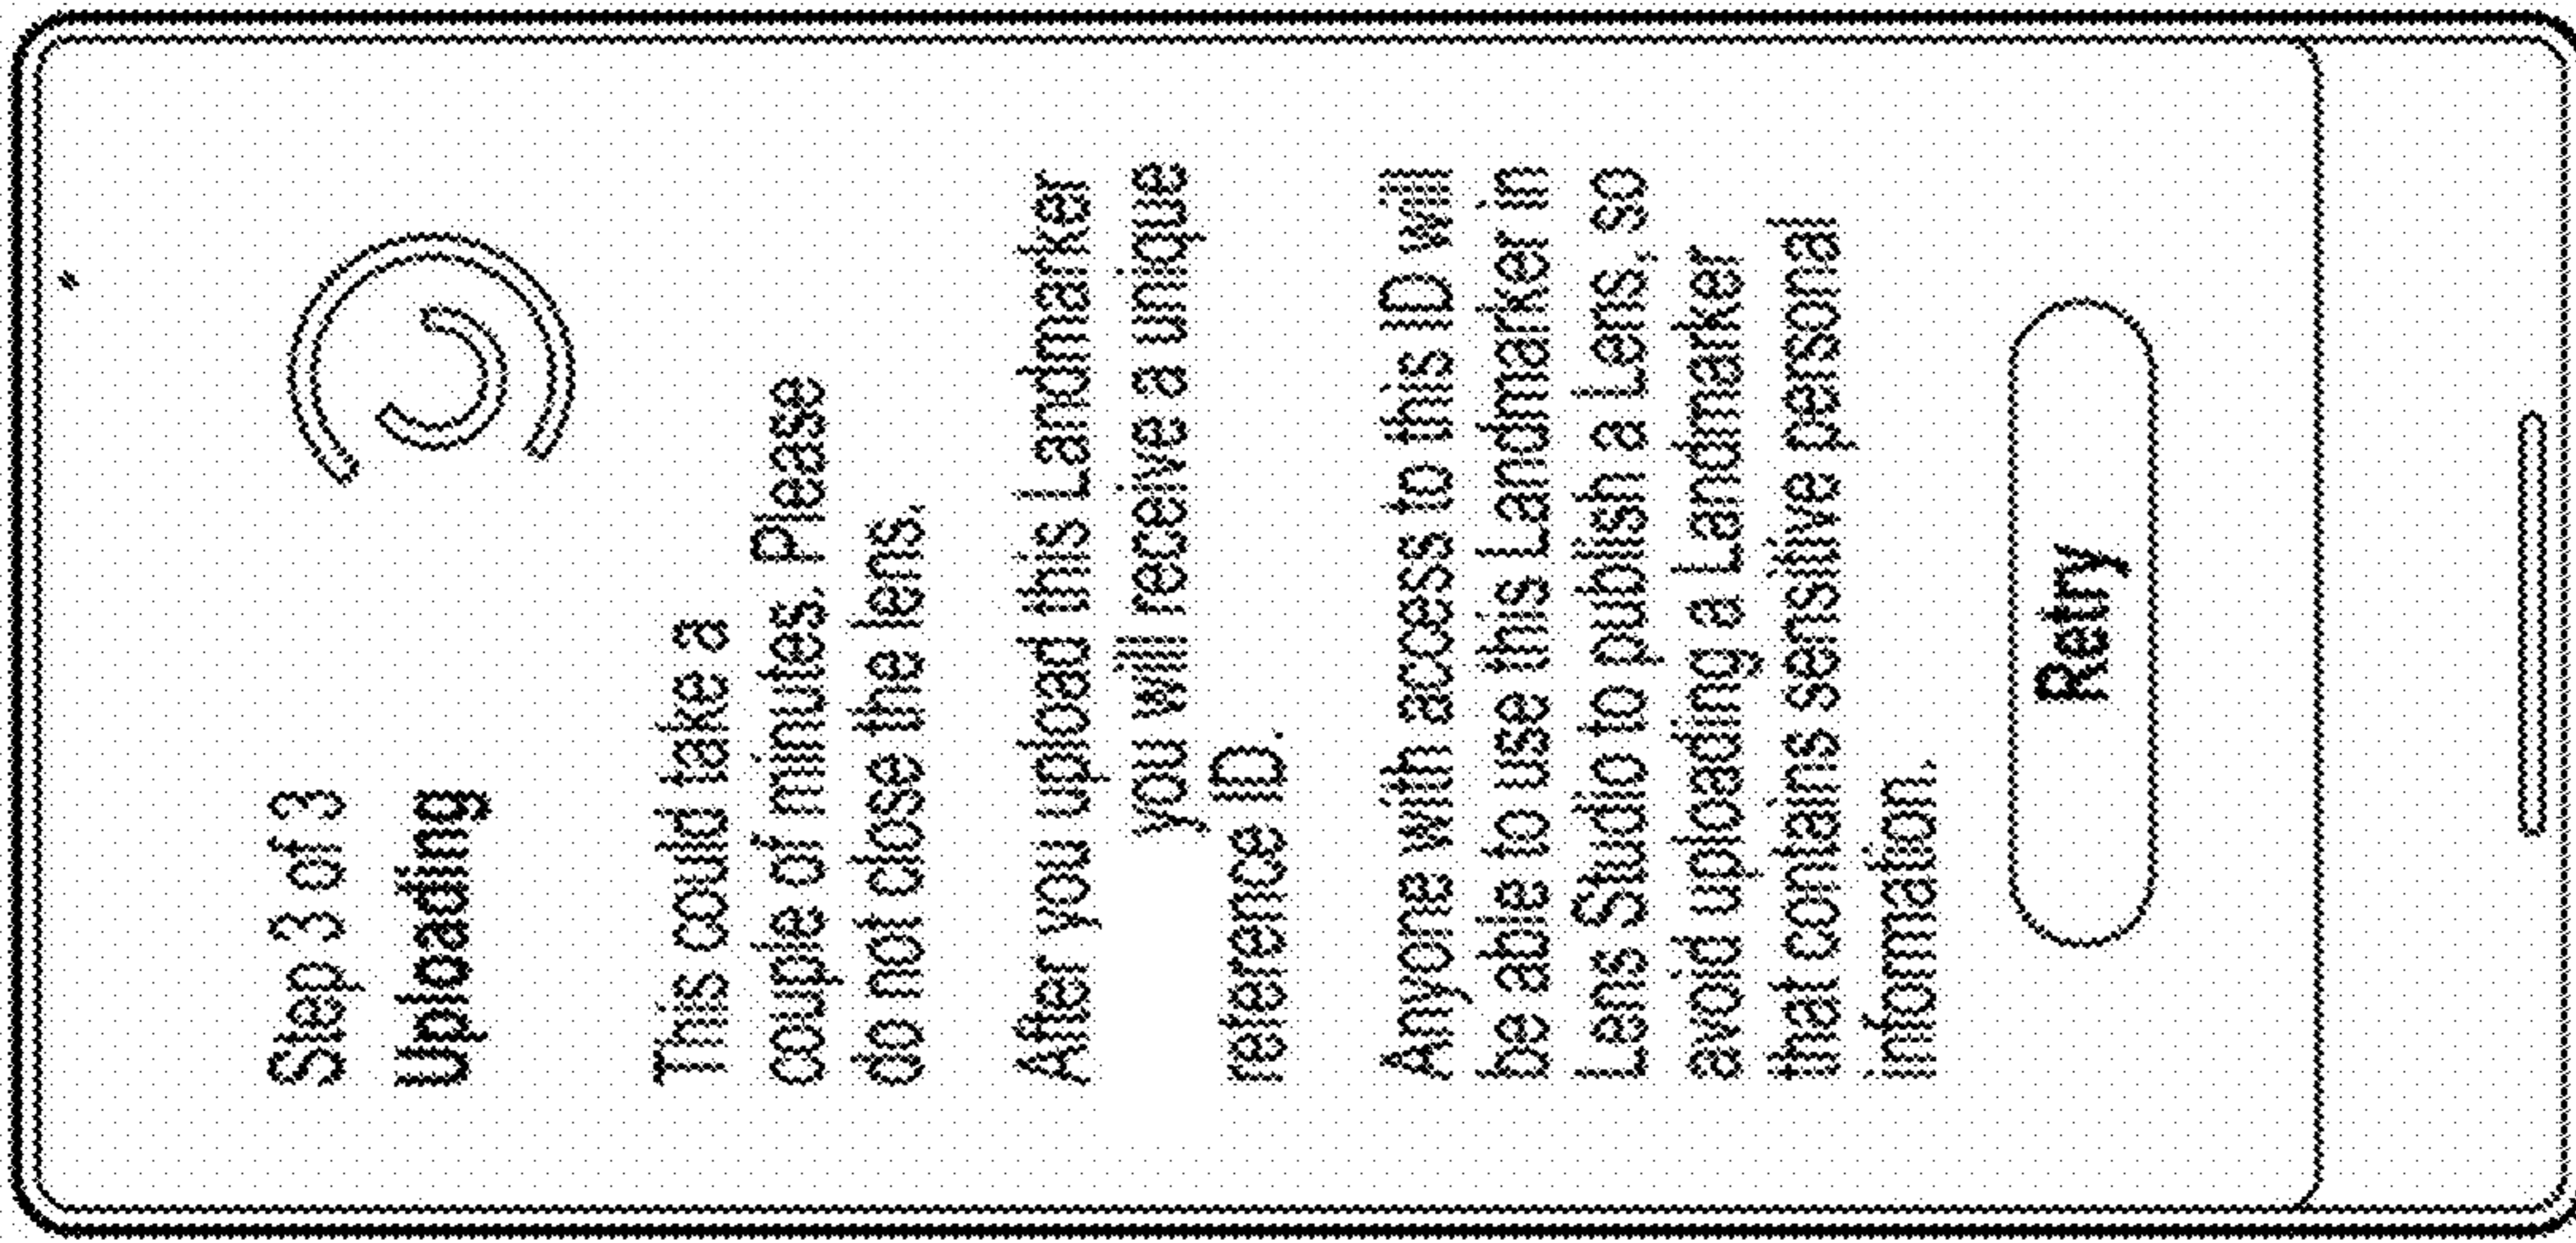 Step 3 of 3
Uploading
This could take a
couple of minutes. Please
do not close the lens.
After you upload this Landmarker
you will receive a unique
reference ID.
Anyone with access to this ID will
be able to use this Landmarker in
Lens Studio to publish a Lens, so
avoid uploading a Landmarker
that contains sensitive personal
information.
Retry